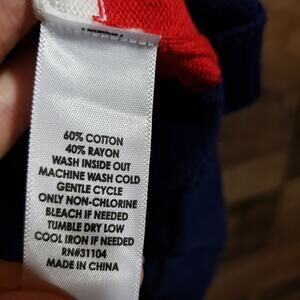 60% COTTON
40% RAYON
WASH INSIDE OUT
MACHINE WASH COLD
GENTLE CYCLE
ONLY NON-CHLORINE
BLEACH IF NEEDED
TUMBLE DRY LOW
COOL IRON IF NEEDED
RN#31104
MADE IN CHINA